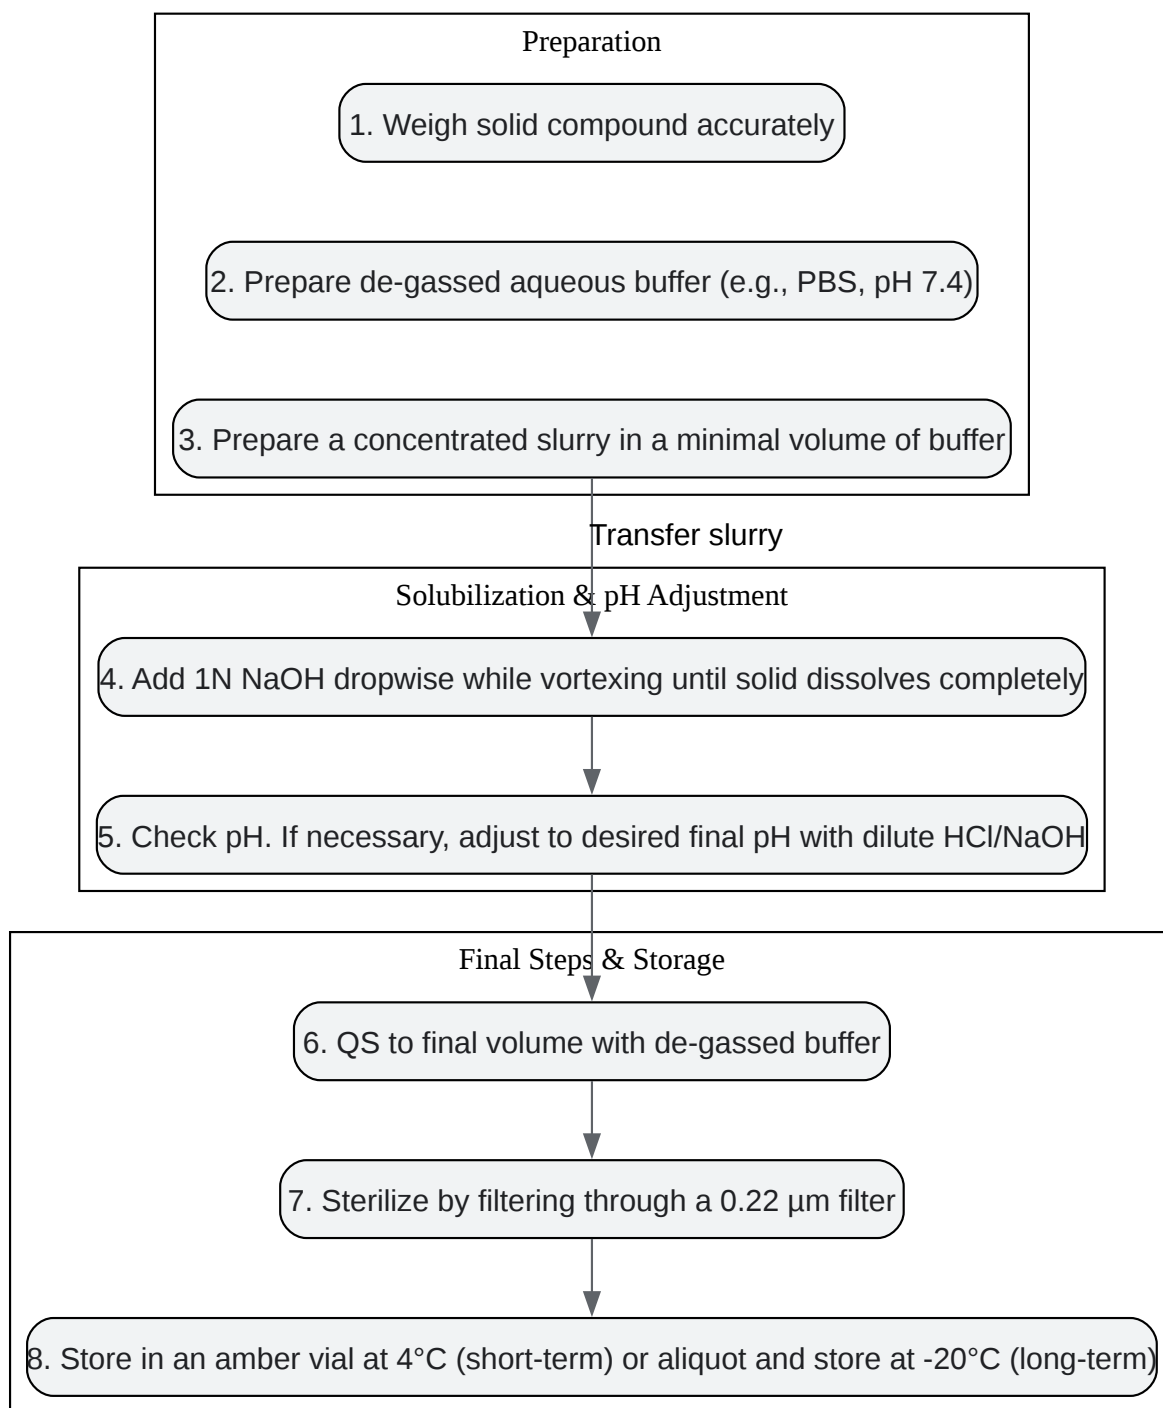 Preparation
1. Weigh solid compound accurately
2. Prepare de-gassed aqueous buffer (e.g., PBS, pH 7.4)
3. Prepare a concentrated slurry in a minimal volume of buffer
Transfer slurry
Solubilization & pH Adjustment
4. Add 1N NaOH dropwise while vortexing until solid dissolves completely
5. Check pH. If necessary, adjust to desired final pH with dilute HCl/NaOH
Final Steps & Storage
6. QS to final volume with de-gassed buffer
7. Sterilize by filtering through a 0.22 µm filter
8. Store in an amber vial at 4°C (short-term) or aliquot and store at -20°C (long-term)